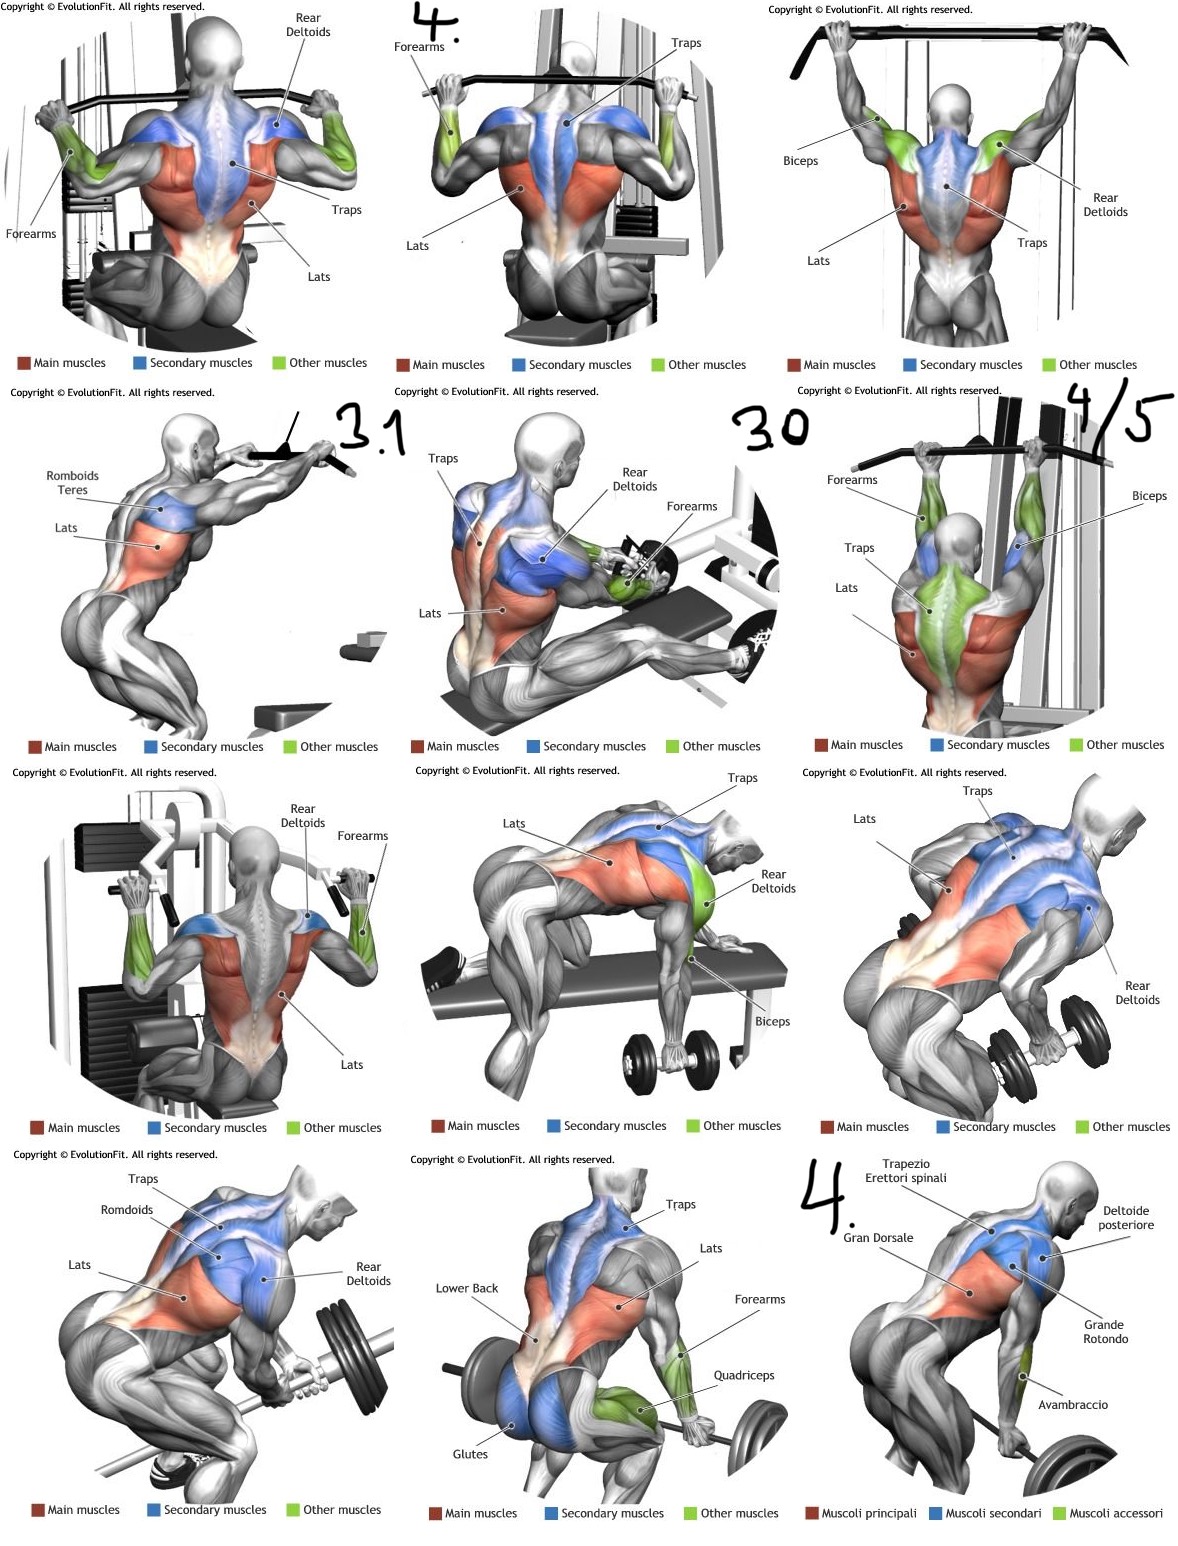 Copyright © EvolutionFit. All rights reserved.
Rear
Deltoids
Forearms
Traps
Lats
Main muscles Secondary muscles Other muscles
4.
Forearms
Traps
Lats
Main muscles Secondary muscles Other muscles
Copyright © EvolutionFit. All rights reserved.
Biceps
Rear
Detloids
Traps
Lats
Main muscles Secondary muscles Other muscles
Copyright © EvolutionFit. All rights reserved.
3.1
Romboids
Teres
Lats
Main muscles Secondary muscles Other muscles
Copyright © EvolutionFit. All rights reserved.
30
Traps
Rear
Deltoids
Forearms
Lats
Main muscles Secondary muscles Other muscles
Copyright © EvolutionFit. All rights reserved.
4/5
Forearms
Biceps
Traps
Lats
Main muscles Secondary muscles Other muscles
Copyright © EvolutionFit. All rights reserved.
Rear
Deltoids
Forearms
Lats
Main muscles Secondary muscles Other muscles
Copyright © EvolutionFit. All rights reserved.
Traps
Lats
Rear
Deltoids
Biceps
Main muscles Secondary muscles Other muscles
Copyright © EvolutionFit. All rights reserved.
Traps
Lats
Rear
Deltoids
Main muscles Secondary muscles Other muscles
Copyright © EvolutionFit. All rights reserved.
Traps
Romdoids
Lats
Rear
Deltoids
Main muscles Secondary muscles Other muscles
Copyright © EvolutionFit. All rights reserved.
Traps
Lats
Lower Back
Forearms
Quadriceps
Glutes
Main muscles Secondary muscles Other muscles
4.
Trapezio
Erettori spinali
Deltoide
posteriore
Gran Dorsale
Grande
Rotondo
Avambraccio
Muscoli principali Muscoli secondari Muscoli accessori